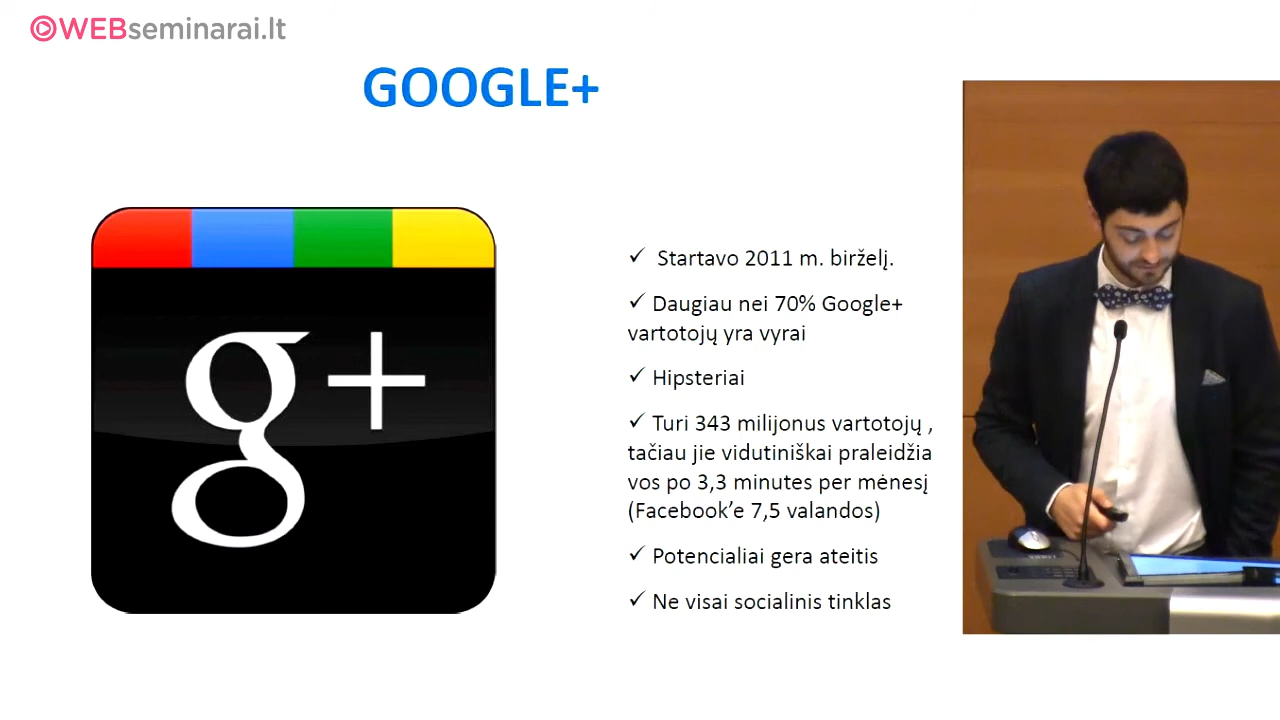 WEBseminarai.lt
GOOGLE+
g+
✓ Startavo 2011 m. birželį.
✓ Daugiau nei 70% Google+
vartotojų yra vyrai
✓ Hipsteriai
✓ Turi 343 milijonus vartotojų ,
tačiau jie vidutiniškai praleidžia
vos po 3,3 minutes per mėnesį
(Facebook’e 7,5 valandos)
✓ Potencialiai gera ateitis
✓ Ne visai socialinis tinklas